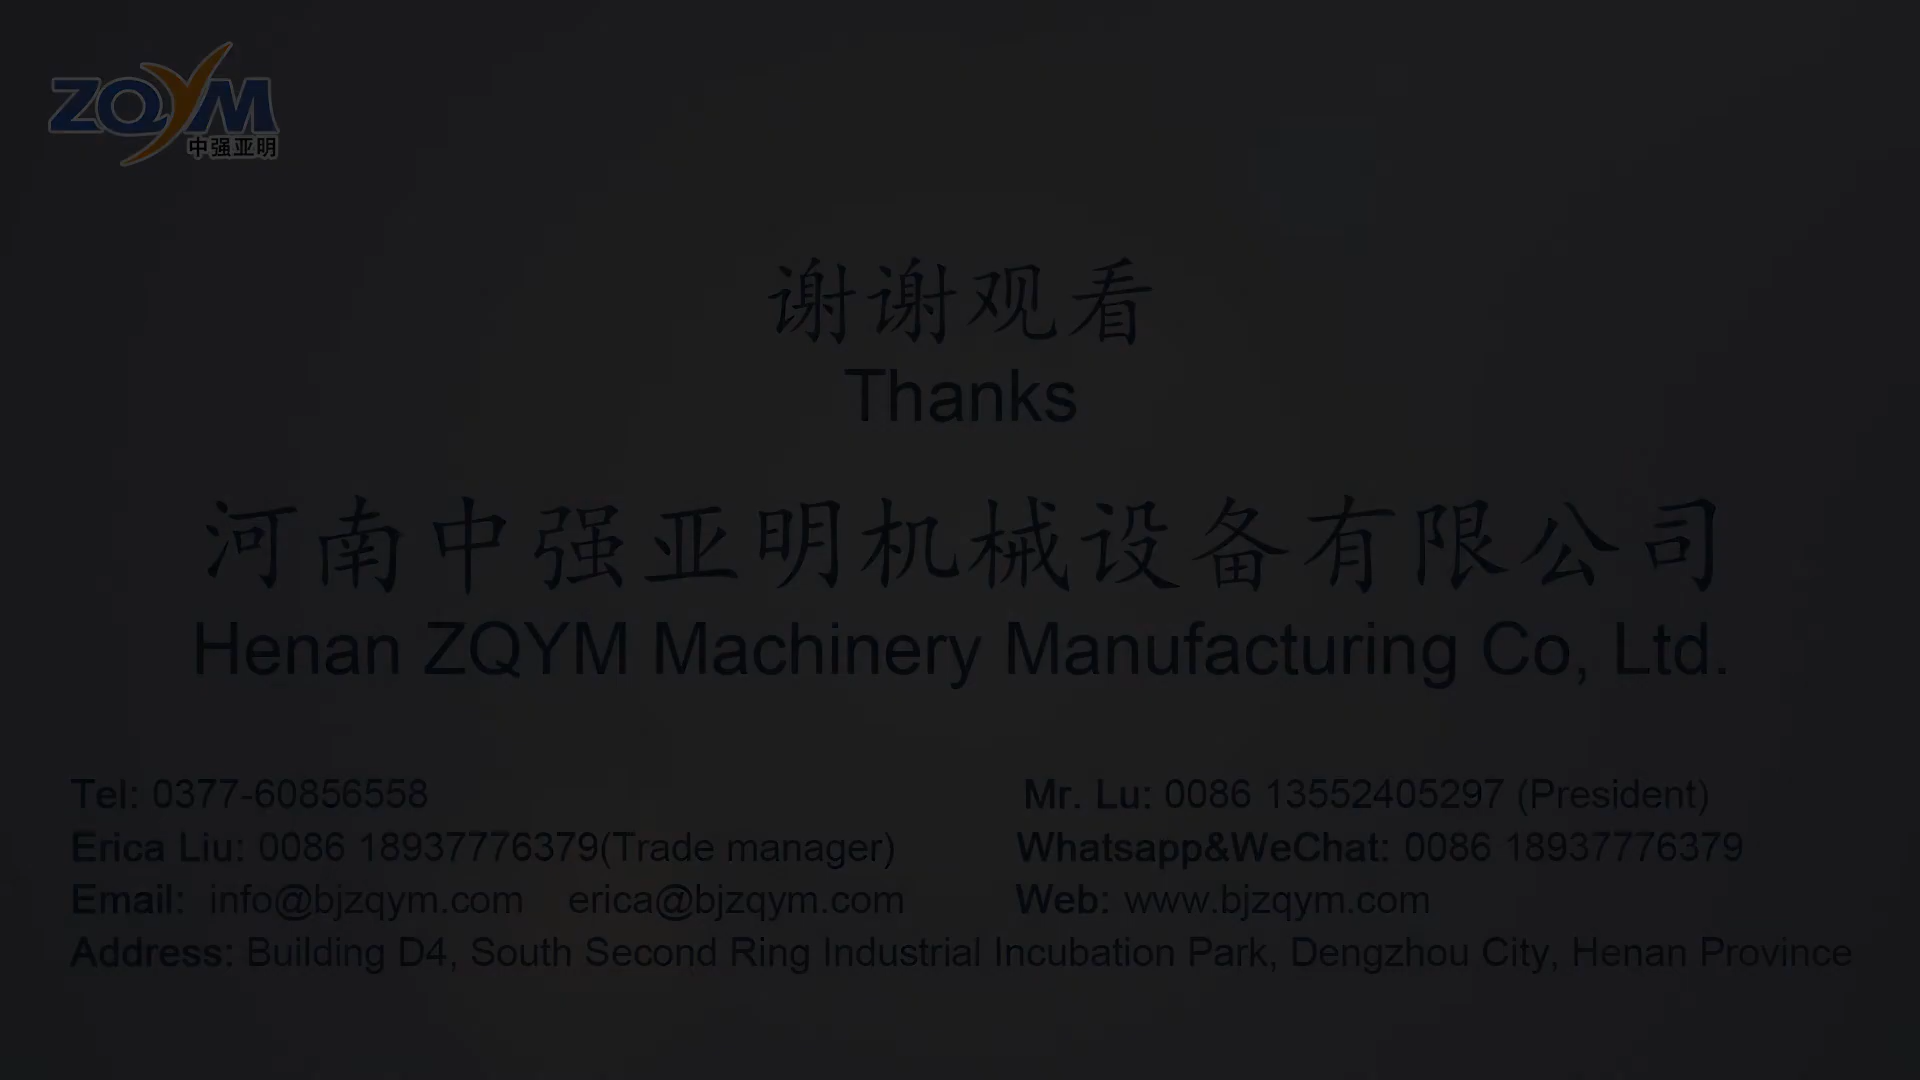 ZQYM
中强亚明
谢谢观看
Thanks
河南中强亚明机械设备有限公司
Henan ZQYM Machinery Manufacturing Co, Ltd.
Tel: 0377-60856558
Mr. Lu: 0086 13552405297 (President)
Erica Liu: 0086 18937776379(Trade manager)
Whatsapp&WeChat: 0086 18937776379
Email: info@bjzqym.com erica@bjzqym.com
Web: www.bjzqym.com
Address: Building D4, South Second Ring Industrial Incubation Park, Dengzhou City, Henan Province